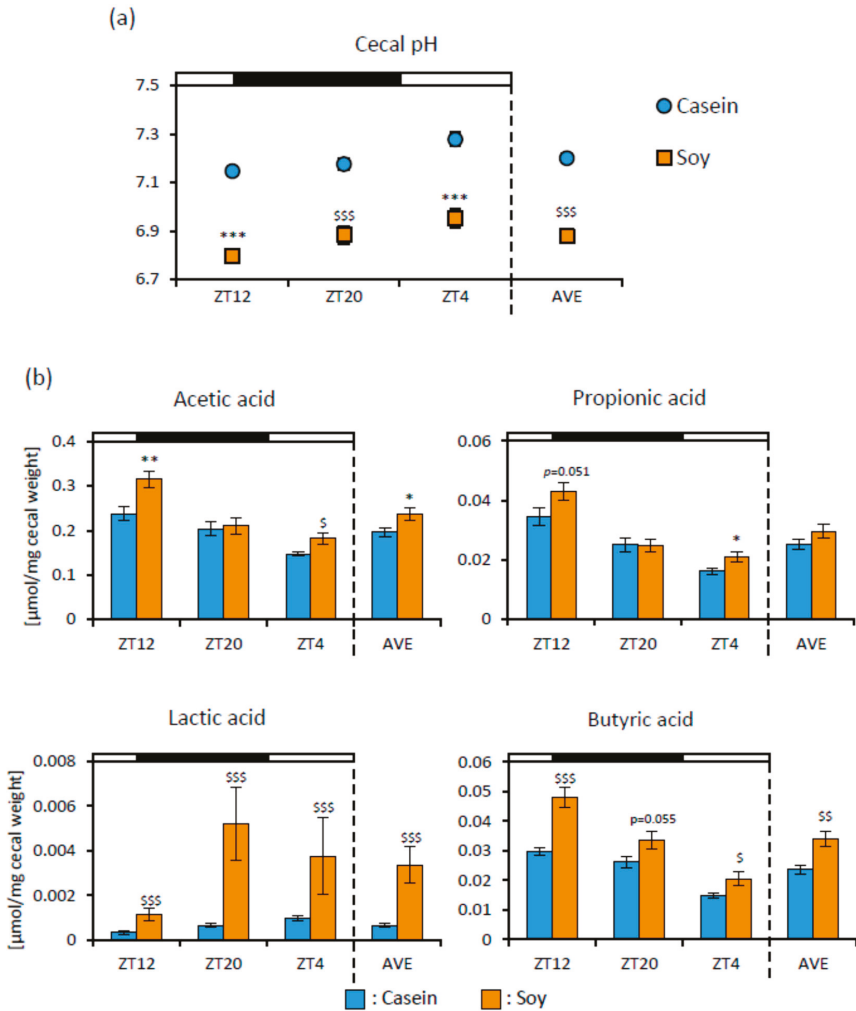 (a)
Cecal pH
7.5
7.3
7.1
6.9
6.7
Casein
Soy
***
$$$
***
$$$
ZT12 ZT20 ZT4 AVE
(b)
Acetic acid
[μmol/mg cecal weight]
0.4
0.3
0.2
0.1
0
**
$
*
ZT12 ZT20 ZT4 AVE
Propionic acid
0.06
0.04
0.02
0
p=0.051
*
ZT12 ZT20 ZT4 AVE
Lactic acid
[μmol/mg cecal weight]
0.008
0.006
0.004
0.002
0
$$$
$$$
$$$
$$$
ZT12 ZT20 ZT4 AVE
Butyric acid
0.06
0.05
0.04
0.03
0.02
0.01
0
$$$
p=0.055
$
$$
ZT12 ZT20 ZT4 AVE
: Casein : Soy